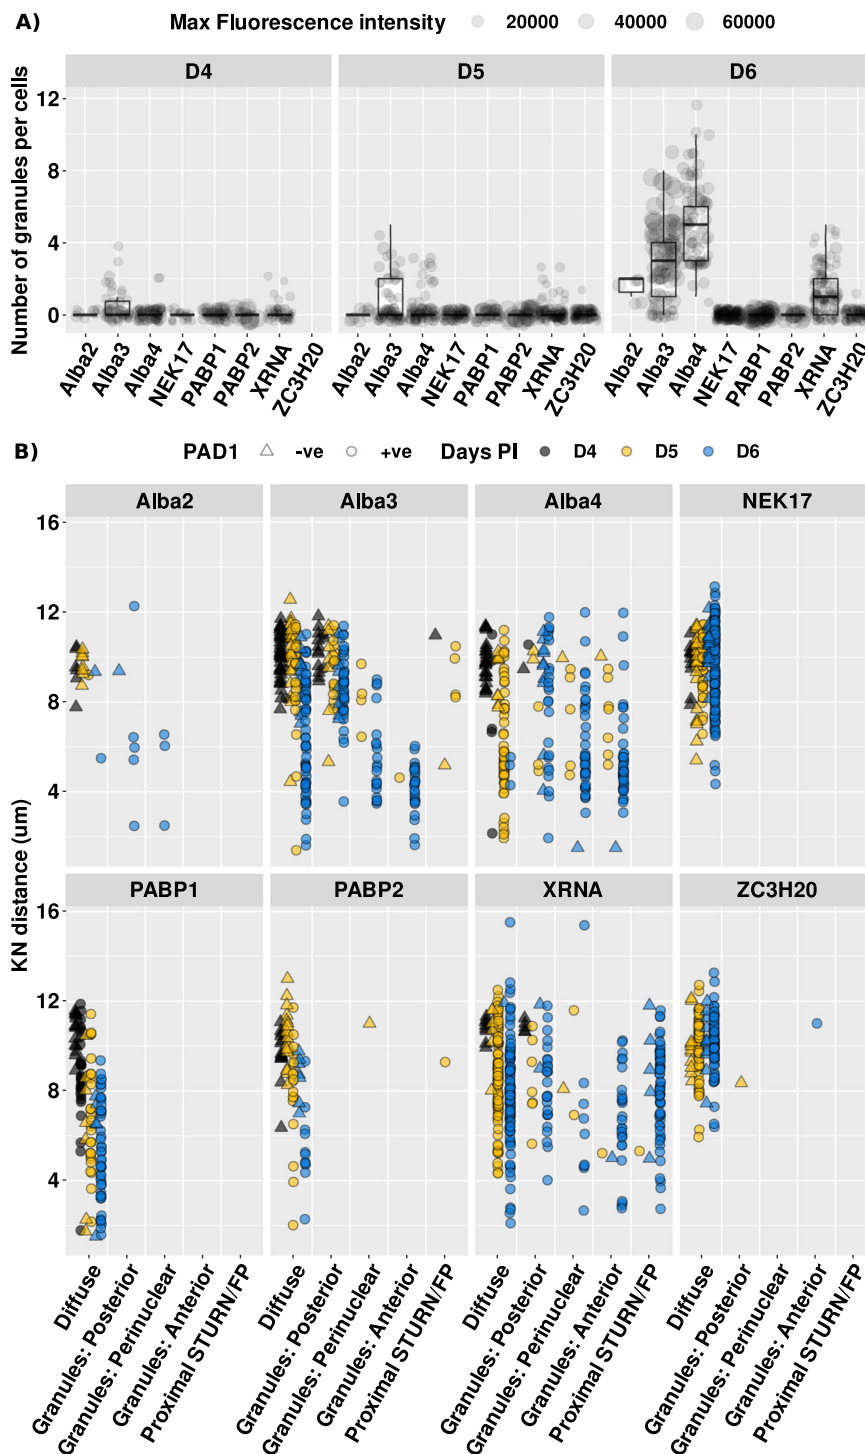 A)
Max Fluorescence intensity 20000 40000 60000
D4 D5 D6
Number of granules per cells
12
8
4
0
Alba2 Alba3 Alba4 NEK17 PABP1 PABP2 XRNA ZC3H20 Alba2 Alba3 Alba4 NEK17 PABP1 PABP2 XRNA ZC3H20 Alba2 Alba3 Alba4 NEK17 PABP1 PABP2 XRNA ZC3H20
B)
PAD1 -ve +ve Days PI D4 D5 D6
Alba2 Alba3 Alba4 NEK17
KN distance (um)
16
12
8
4
PABP1 PABP2 XRNA ZC3H20
16
12
8
4
Diffuse Granules: Posterior Granules: Perinuclear Granules: Anterior Proximal STURN/FP Diffuse Granules: Posterior Granules: Perinuclear Granules: Anterior Proximal STURN/FP Diffuse Granules: Posterior Granules: Perinuclear Granules: Anterior Proximal STURN/FP Diffuse Granules: Posterior Granules: Perinuclear Granules: Anterior Proximal STURN/FP